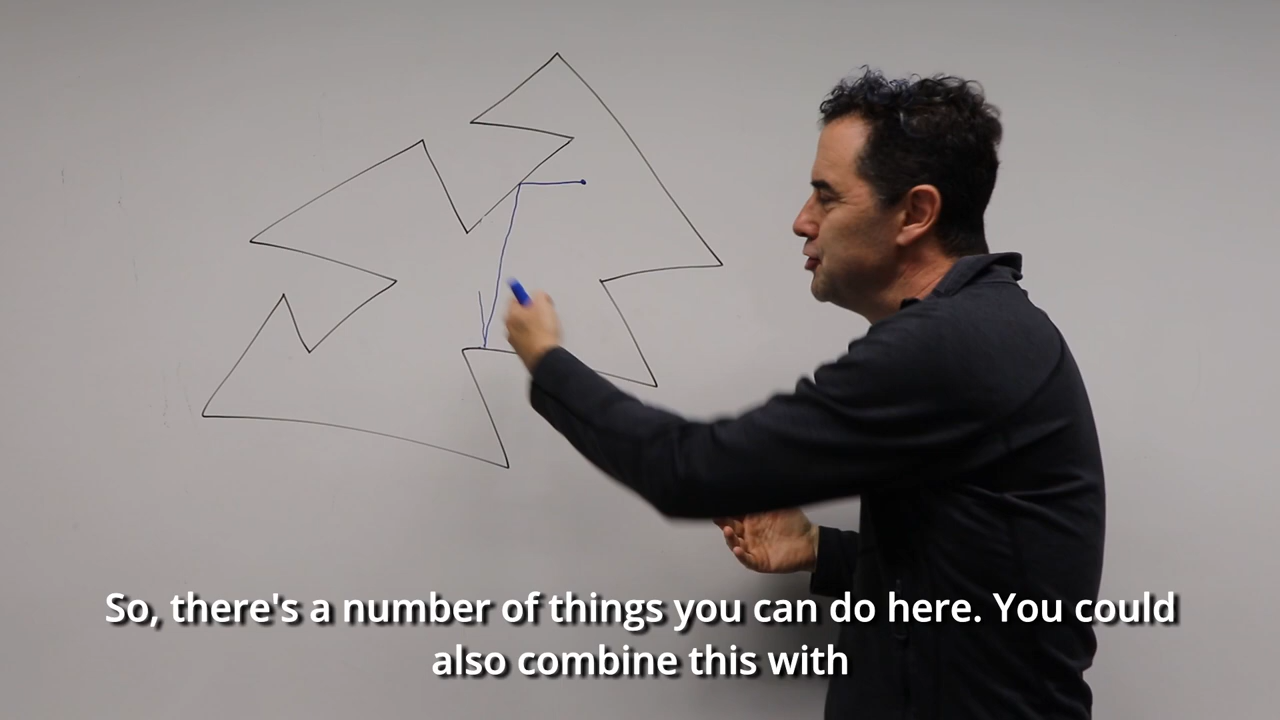 So, there's a number of things you can do here. You could
also combine this with